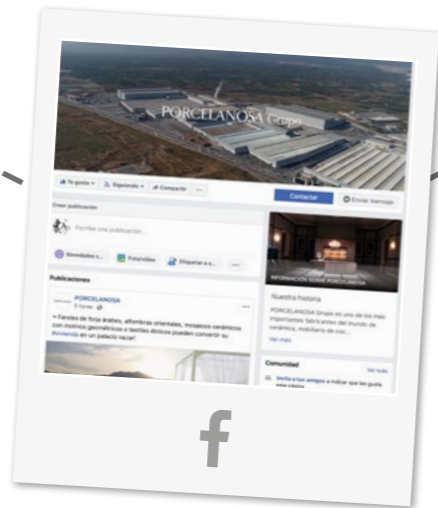 PORCELANOSA Grupo
Te gusta
Siguiendo
Compartir
Contactar
Enviar mensaje
Crear publicación
Escribe una publicación...
Foto/vídeo
Etiquetar a a...
INFORMACIÓN SOBRE PORCELANOSA
Publicaciones
Nuestra historia
PORCELANOSA
5 horas
PORCELANOSA Grupo es uno de los más
importantes fabricantes del mundo de
cerámica, mobiliario de coc...
Ver más
Faroles de forja árabes, alfombras orientales, mosaicos cerámicos
con motivos geométricos o textiles étnicos pueden convertir su
#vivienda en un palacio nazarí
Comunidad
Ver todo
Invita a tus amigos a indicar que les gusta
esta página
f